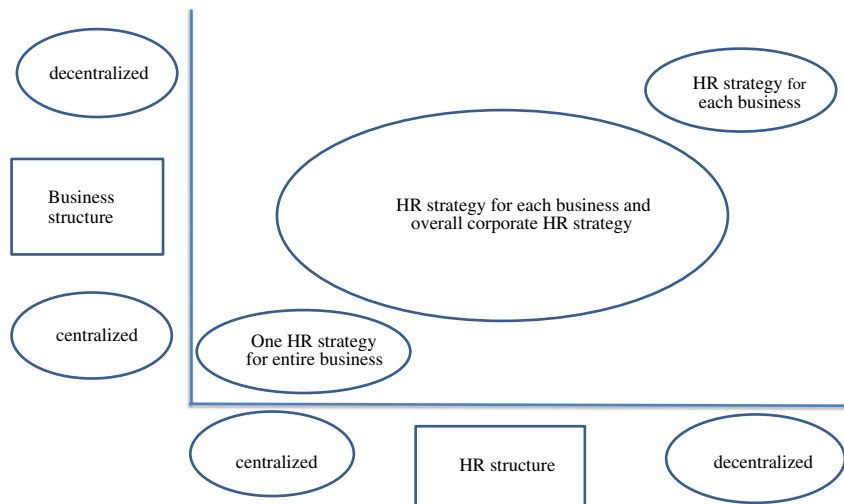 decentralized
HR strategy for
each business
Business
structure
HR strategy for each business and
overall corporate HR strategy
centralized
One HR strategy
for entire business
centralized
HR structure
decentralized